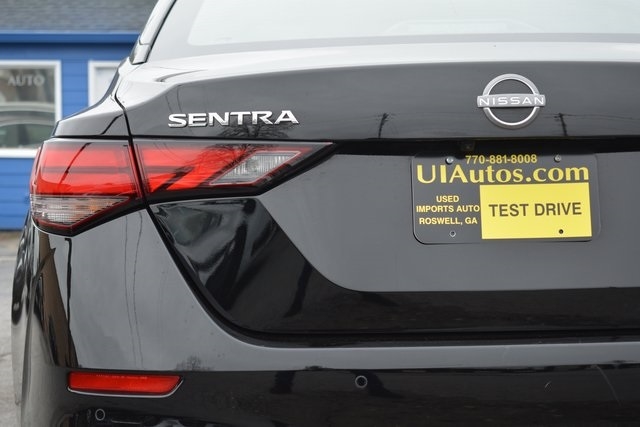 AUTO
SENTRA
NISSAN
770-881-8008
UIAutos.com
USED
IMPORTS AUTO
ROSWELL, GA
TEST DRIVE